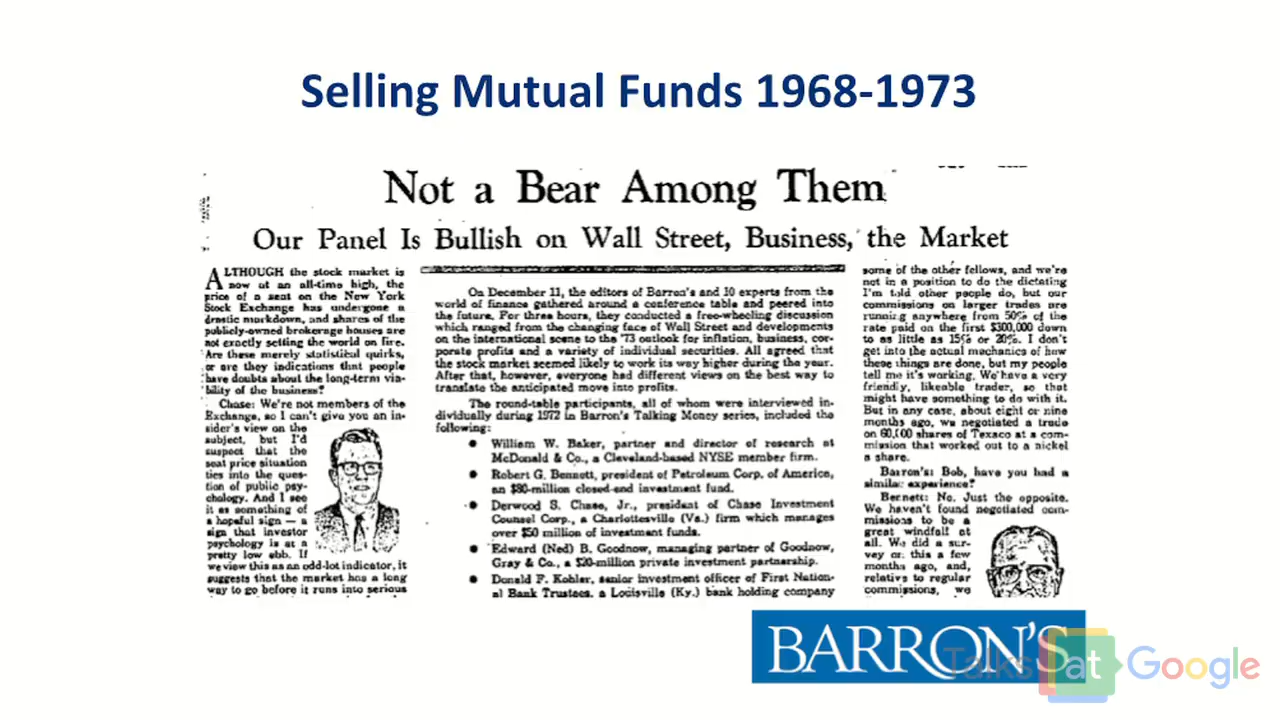 Selling Mutual Funds 1968-1973
Not a Bear Among Them
Our Panel Is Bullish on Wall Street, Business, the Market
ALTHOUGH the stock market is
now at an all-time high, the
price of a seat on the New York
Stock Exchange has undergone a
drastic markdown, and shares of the
publicly-owned brokerage houses are
not exactly setting the world on fire.
Are these merely statistical quirks,
or are they indications that people
have doubts about the long-term via-
bility of the business?
Chase: We're not members of the
Exchange, so I can't give you an in-
sider's view on the
subject, but I'd
suspect that the
seat price situation
ties into the ques-
tion of public psy-
chology. And I see
it as something of
a hopeful sign — a
sign that investor
psychology is at a
pretty low ebb. If
we view this as an odd-lot indicator, it
suggests that the market has a long
way to go before it runs into serious
On December 11, the editors of Barron's and 10 experts from the
world of finance gathered around a conference table and peered into
the future. For three hours, they conducted a free-wheeling discussion
which ranged from the changing face of Wall Street and developments
on the international scene to the '73 outlook for inflation, business, cor-
porate profits and a variety of individual securities. All agreed that
the stock market seemed likely to work its way higher during the year.
After that, however, everyone had different views on the best way to
translate the anticipated move into profits.
The round-table participants, all of whom were interviewed in-
dividually during 1972 in Barron's Talking Money series, included the
following:
● William W. Baker, partner and director of research at
McDonald & Co., a Cleveland-based NYSE member firm.
● Robert G. Bennett, president of Petroleum Corp. of America,
an $80-million closed-end investment fund.
● Derwood S. Chase, Jr., president of Chase Investment
Counsel Corp., a Charlottesville (Va.) firm which manages
over $50 million of investment funds.
● Edward (Ned) B. Goodnow, managing partner of Goodnow,
Gray & Co., a $20-million private investment partnership.
● Donald F. Kohler, senior investment officer of First Nation-
al Bank Trustees, a Louisville (Ky.) bank holding company
some of the other fellows, and we're
not in a position to do the dictating
I'm told other people do, but our
commissions on larger trades are
running anywhere from 50% of the
rate paid on the first $300,000 down
to as little as 15% or 20%. I don't
get into the actual mechanics of how
these things are done, but my people
tell me it's working. We have a very
friendly, likeable trader, so that
might have something to do with it.
But in any case, about eight or nine
months ago, we negotiated a trade
on 60,000 shares of Texaco at a com-
mission that worked out to a nickel
a share.
Barron's: Bob, have you had a
similar experience?
Bennett: No. Just the opposite.
We haven't found negotiated com-
missions to be a
great windfall at
all. We did a sur-
vey on this a few
months ago, and,
relative to regular
commissions, we
BARRON'S
Talks at Google